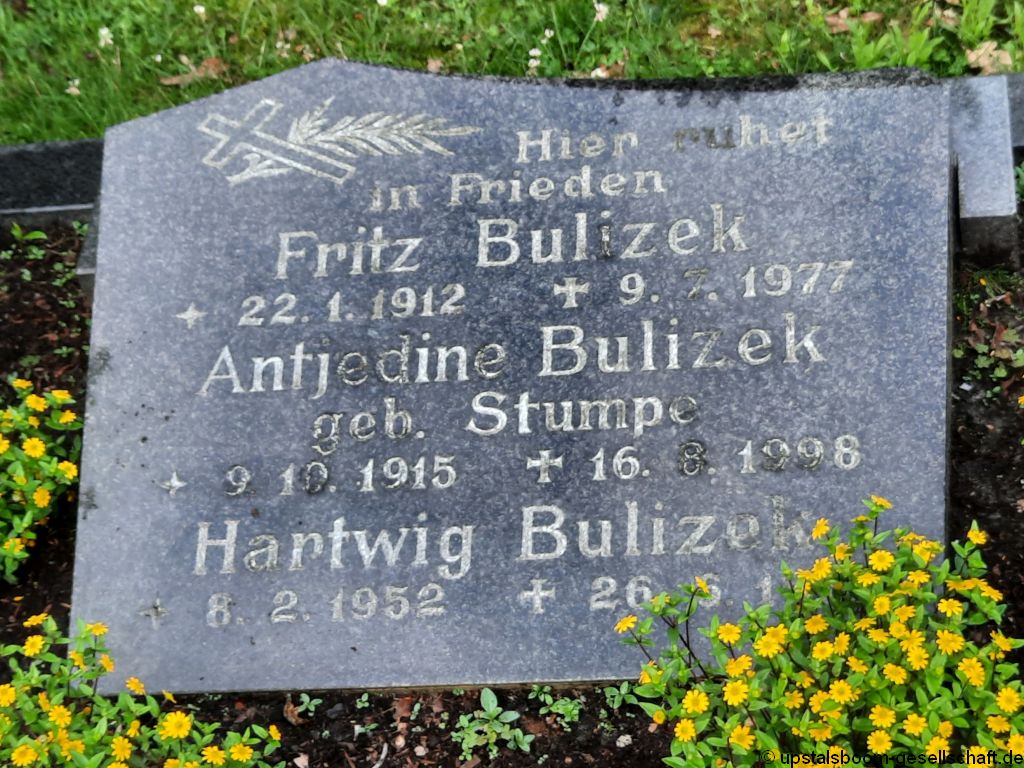 Hier ruhet
in Frieden
Fritz Bulizek
22. 1. 1912 9. 7. 1977
Antjedine Bulizek
geb. Stumpe
9. 10. 1915 16. 8. 1998
Hartwig Bulizek
8. 2. 1952 26.
© upstalsboom-gesellschaft.de